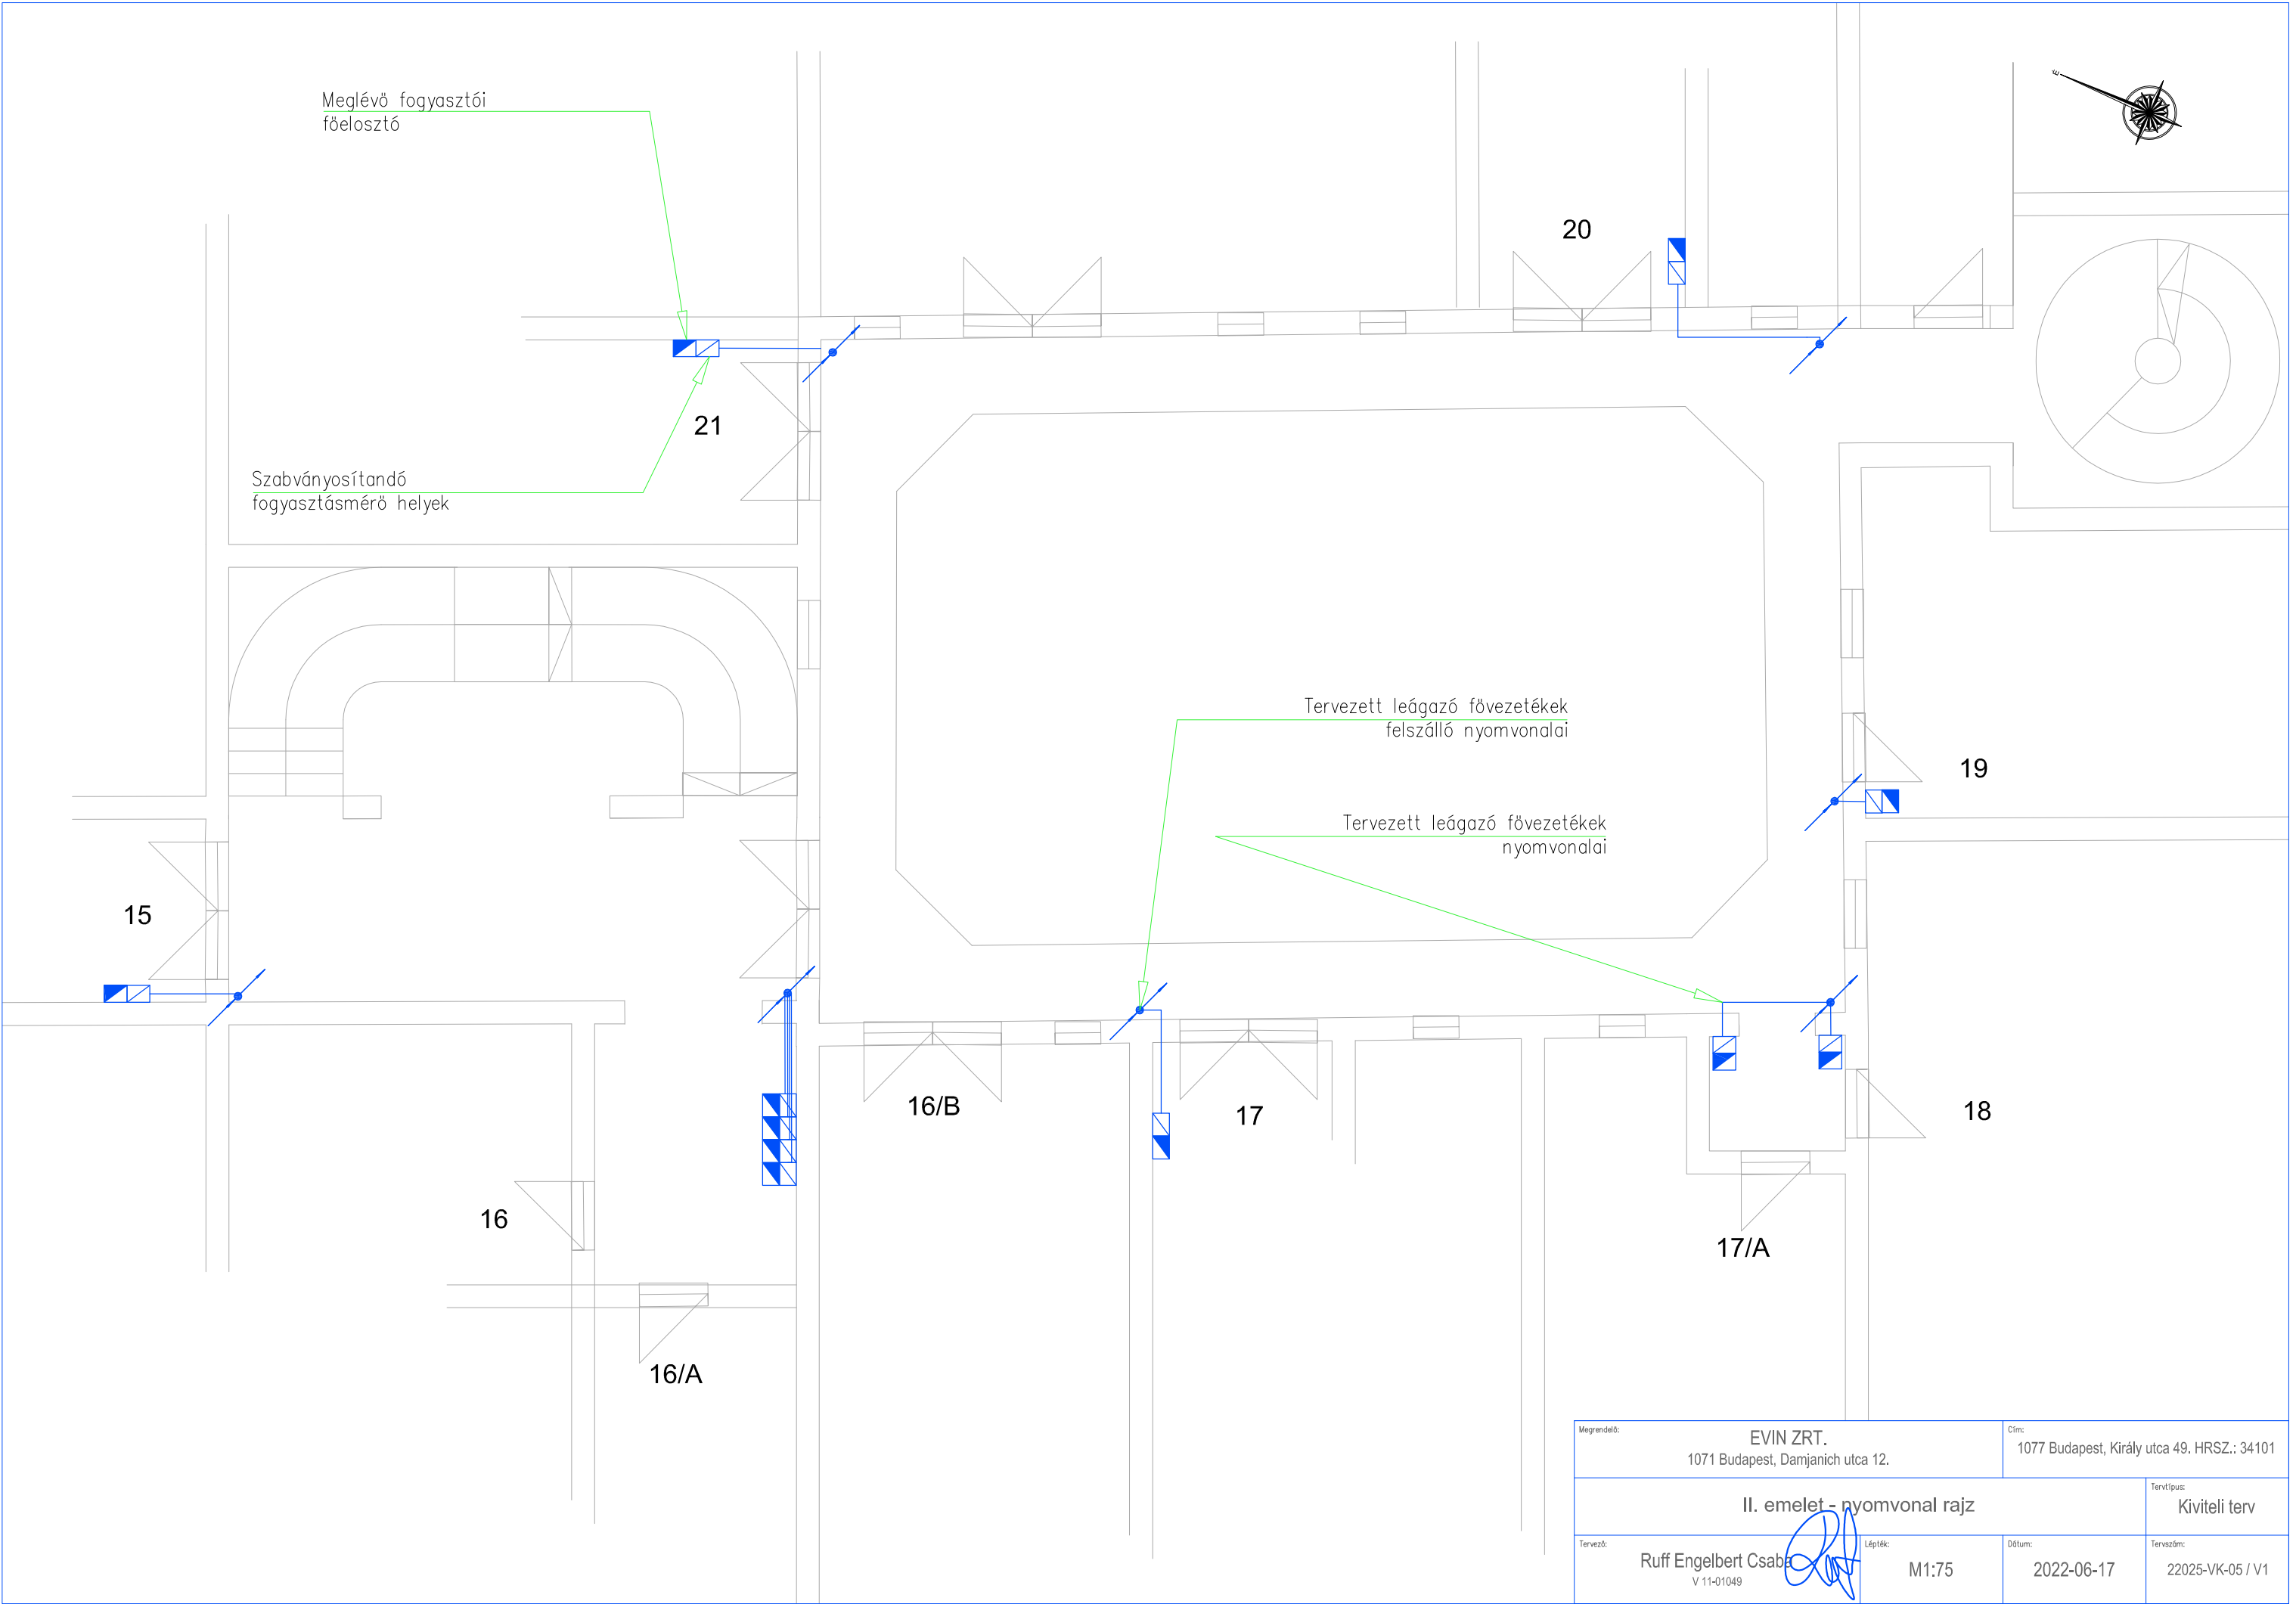 Meglévö fogyasztói
föelosztó
E
20
21
Szabványosítandó
fogyasztásmérö helyek
Tervezett leágazó fövezetékek
felszálló nyomvonalai
19
Tervezett leágazó fövezetékek
nyomvonalai
15
16/B
17
18
16
17/A
16/A
Megrendelö:
EVIN ZRT.
1071 Budapest, Damjanich utca 12.
Cím:
1077 Budapest, Király utca 49. HRSZ.: 34101
II. emelet - nyomvonal rajz
Tervtípus:
Kiviteli terv
Tervezö:
Ruff Engelbert Csaba
V 11-01049
Lépték:
M1:75
Dátum:
2022-06-17
Tervszám:
22025-VK-05 / V1